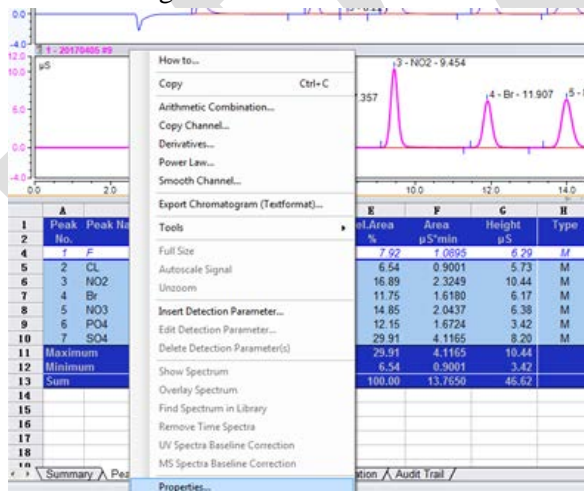 0.0
-4.0
1 - 20170405 #9
12.0
µS
10.0
3 - NO2 - 9.454
.357
4 - Br - 11.907
5 -
5.0
0.0
-4.0
0.0 2.0 10.0 12.0 14.0
How to...
Copy Ctrl+C
Arithmetic Combination...
Copy Channel...
Derivatives...
Power Law...
Smooth Channel...
Export Chromatogram (Textformat)...
Tools
Full Size
Autoscale Signal
Unzoom
Insert Detection Parameter...
Edit Detection Parameter...
Delete Detection Parameter(s)
Show Spectrum
Overlay Spectrum
Find Spectrum in Library
Remove Time Spectra
UV Spectra Baseline Correction
MS Spectra Baseline Correction
Properties...
A E F G H
1 Peak Peak Na el.Area Area Height Type
2 No. % µS*min µS
4 1 F 7.92 1.0895 6.29 M
5 2 CL 6.54 0.9001 5.73 M
6 3 NO2 16.89 2.3249 10.44 M
7 4 Br 11.75 1.6180 6.17 M
8 5 NO3 14.85 2.0437 6.38 M
9 6 PO4 12.15 1.6724 3.42 M
10 7 SO4 29.91 4.1165 8.20 M
11 Maximum 29.91 4.1165 10.44
12 Minimum 6.54 0.9001 3.42
13 Sum 100.00 13.7650 46.62
14
15
16
17
18
Summary Pea ation Audit Trail